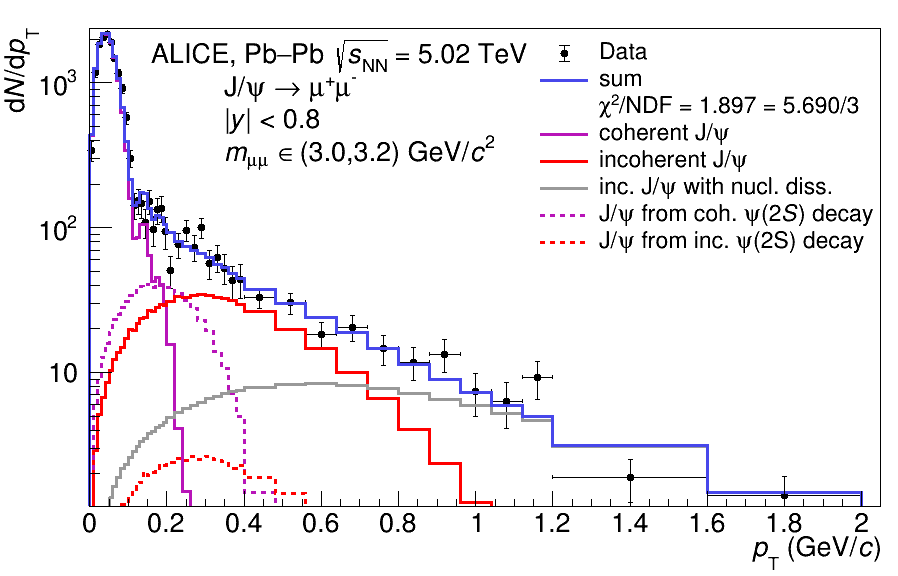 dN/dp_T
10³
10²
10
ALICE, Pb–Pb √s_NN = 5.02 TeV
J/ψ → μ⁺μ⁻
|y| < 0.8
m_μμ ∈ (3.0,3.2) GeV/c²
Data
sum
χ²/NDF = 1.897 = 5.690/3
coherent J/ψ
incoherent J/ψ
inc. J/ψ with nucl. diss.
J/ψ from coh. ψ(2S) decay
J/ψ from inc. ψ(2S) decay
0 0.2 0.4 0.6 0.8 1 1.2 1.4 1.6 1.8 2
p_T (GeV/c)